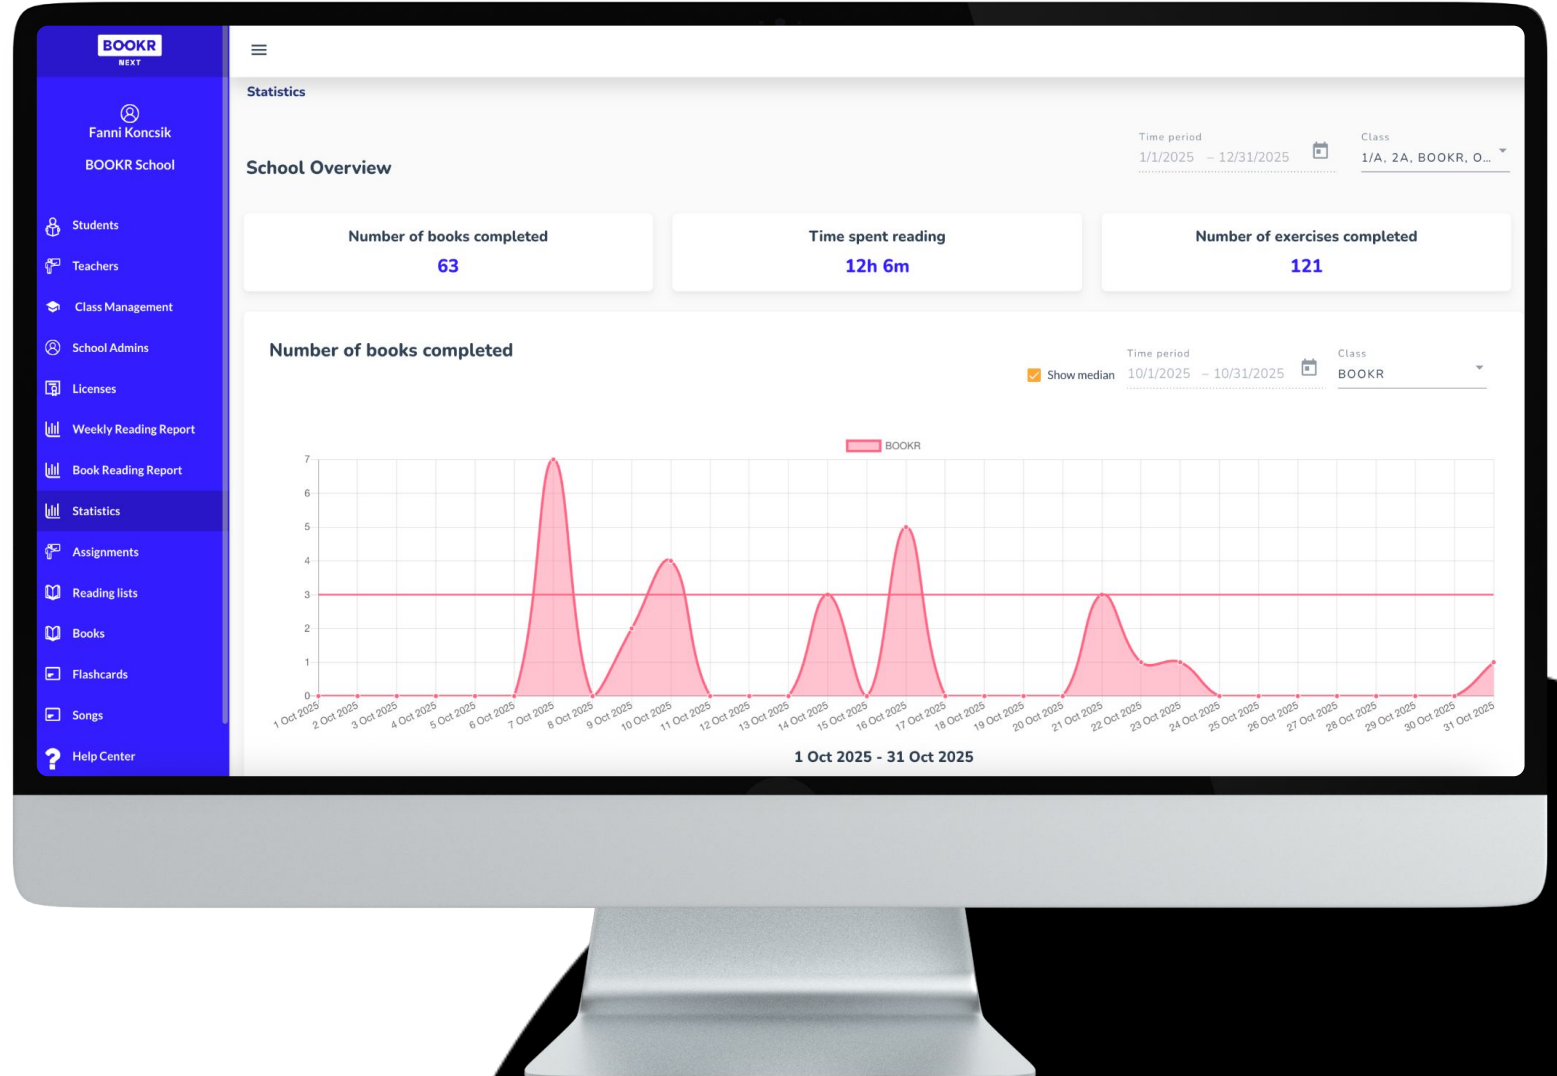 BOOKR
NEXT
Fanni Koncsik
BOOKR School
Students
Teachers
Class Management
School Admins
Licenses
Weekly Reading Report
Book Reading Report
Statistics
Assignments
Reading lists
Books
Flashcards
Songs
Help Center
Statistics
School Overview
Time period
1/1/2025 – 12/31/2025
Class
1/A, 2A, BOOKR, O...
Number of books completed
63
Time spent reading
12h 6m
Number of exercises completed
121
Number of books completed
Show median
Time period
10/1/2025 – 10/31/2025
Class
BOOKR
BOOKR
7
6
5
4
3
2
1
0
1 Oct 2025
2 Oct 2025
3 Oct 2025
4 Oct 2025
5 Oct 2025
6 Oct 2025
7 Oct 2025
8 Oct 2025
9 Oct 2025
10 Oct 2025
11 Oct 2025
12 Oct 2025
13 Oct 2025
14 Oct 2025
15 Oct 2025
16 Oct 2025
17 Oct 2025
18 Oct 2025
19 Oct 2025
20 Oct 2025
21 Oct 2025
22 Oct 2025
23 Oct 2025
24 Oct 2025
25 Oct 2025
26 Oct 2025
27 Oct 2025
28 Oct 2025
29 Oct 2025
30 Oct 2025
31 Oct 2025
1 Oct 2025 - 31 Oct 2025